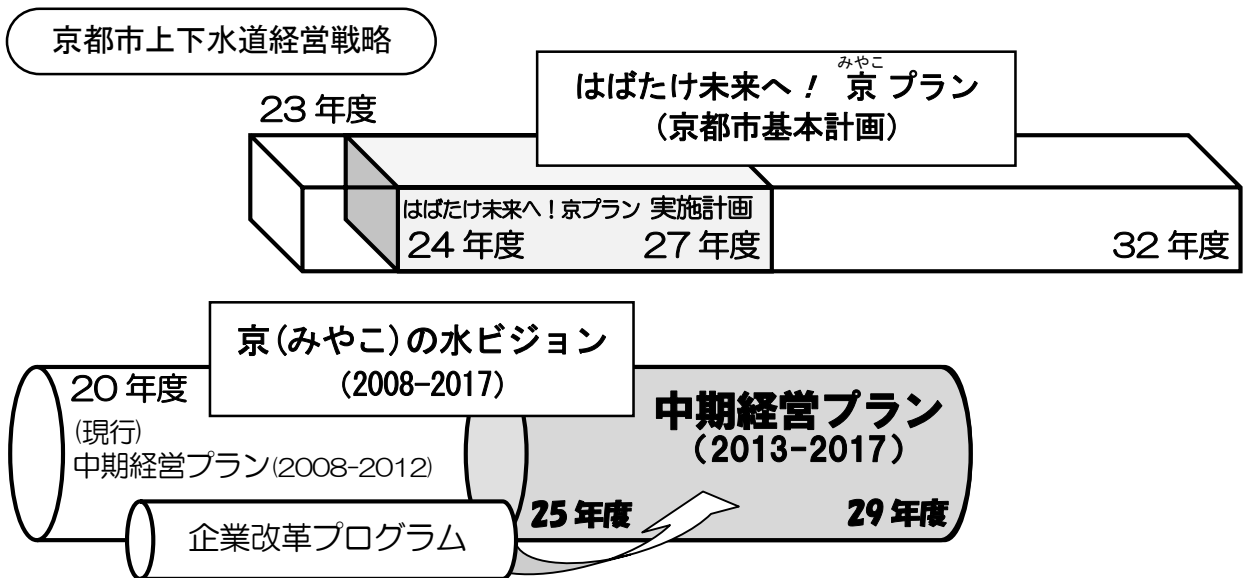 京都市上下水道経営戦略
みやこ
はばたけ未来へ！ 京 プラン
（京都市基本計画）
23 年度
はばたけ未来へ！京プラン 実施計画
24 年度
27 年度
32 年度
京(みやこ)の水ビジョン
（2008-2017）
20 年度
(現行)
中期経営プラン(2008-2012)
中期経営プラン
（2013-2017）
25 年度
29 年度
企業改革プログラム